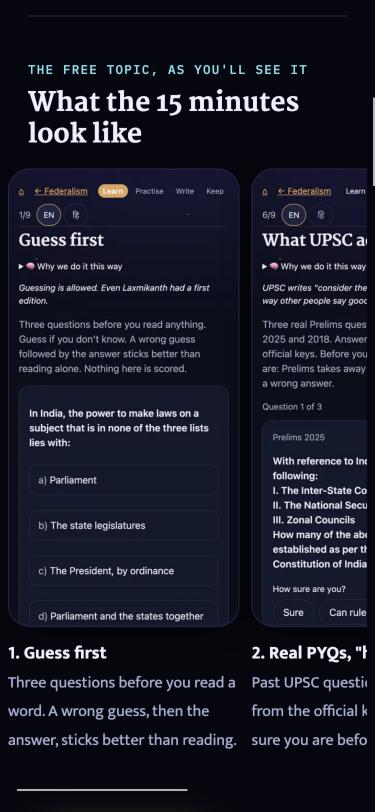 THE FREE TOPIC, AS YOU'LL SEE IT
What the 15 minutes
look like
← Federalism Learn Practise Write Keep
1/9 EN हि
Guess first
▶ 🧠 Why we do it this way
Guessing is allowed. Even Laxmikanth had a first
edition.
Three questions before you read anything.
Guess if you don't know. A wrong guess
followed by the answer sticks better than
reading alone. Nothing here is scored.
In India, the power to make laws on a
subject that is in none of the three lists
lies with:
a) Parliament
b) The state legislatures
c) The President, by ordinance
d) Parliament and the states together
1. Guess first
Three questions before you read a
word. A wrong guess, then the
answer, sticks better than reading.
← Federalism Learn
6/9 EN हि
What UPSC a
▶ 🧠 Why we do it this way
UPSC writes "consider the
way other people say good
Three real Prelims ques
2025 and 2018. Answer
official keys. Before you
are: Prelims takes away
a wrong answer.
Question 1 of 3
Prelims 2025
With reference to Ind
following:
I. The Inter-State Co
II. The National Secu
III. Zonal Councils
How many of the abo
established as per th
Constitution of India
How sure are you?
Sure Can rule
2. Real PYQs, "h
Past UPSC questio
from the official k
sure you are befo